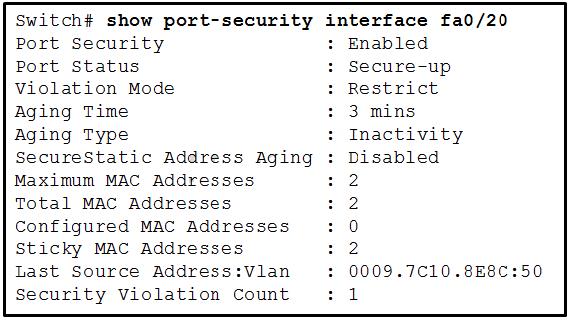 Switch# show port-security interface fa0/20
Port Security : Enabled
Port Status : Secure-up
Violation Mode : Restrict
Aging Time : 3 mins
Aging Type : Inactivity
SecureStatic Address Aging : Disabled
Maximum MAC Addresses : 2
Total MAC Addresses : 2
Configured MAC Addresses : 0
Sticky MAC Addresses : 2
Last Source Address:Vlan : 0009.7C10.8E8C:50
Security Violation Count : 1